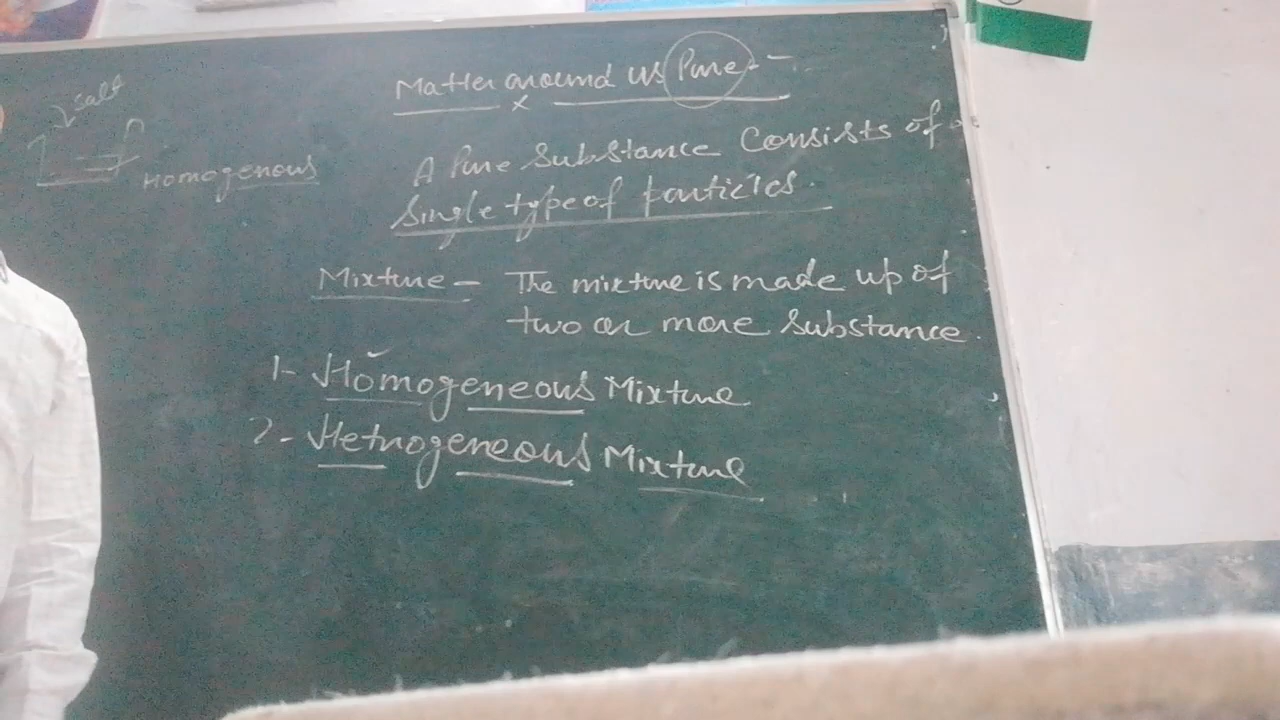 Matter around us Pure -
A Pure Substance Consists of a
Single type of particles.
Mixture - The mixture is made up of
two or more Substance.
1- Homogeneous Mixture
2- Hetrogeneous Mixture
salt
Homogenous